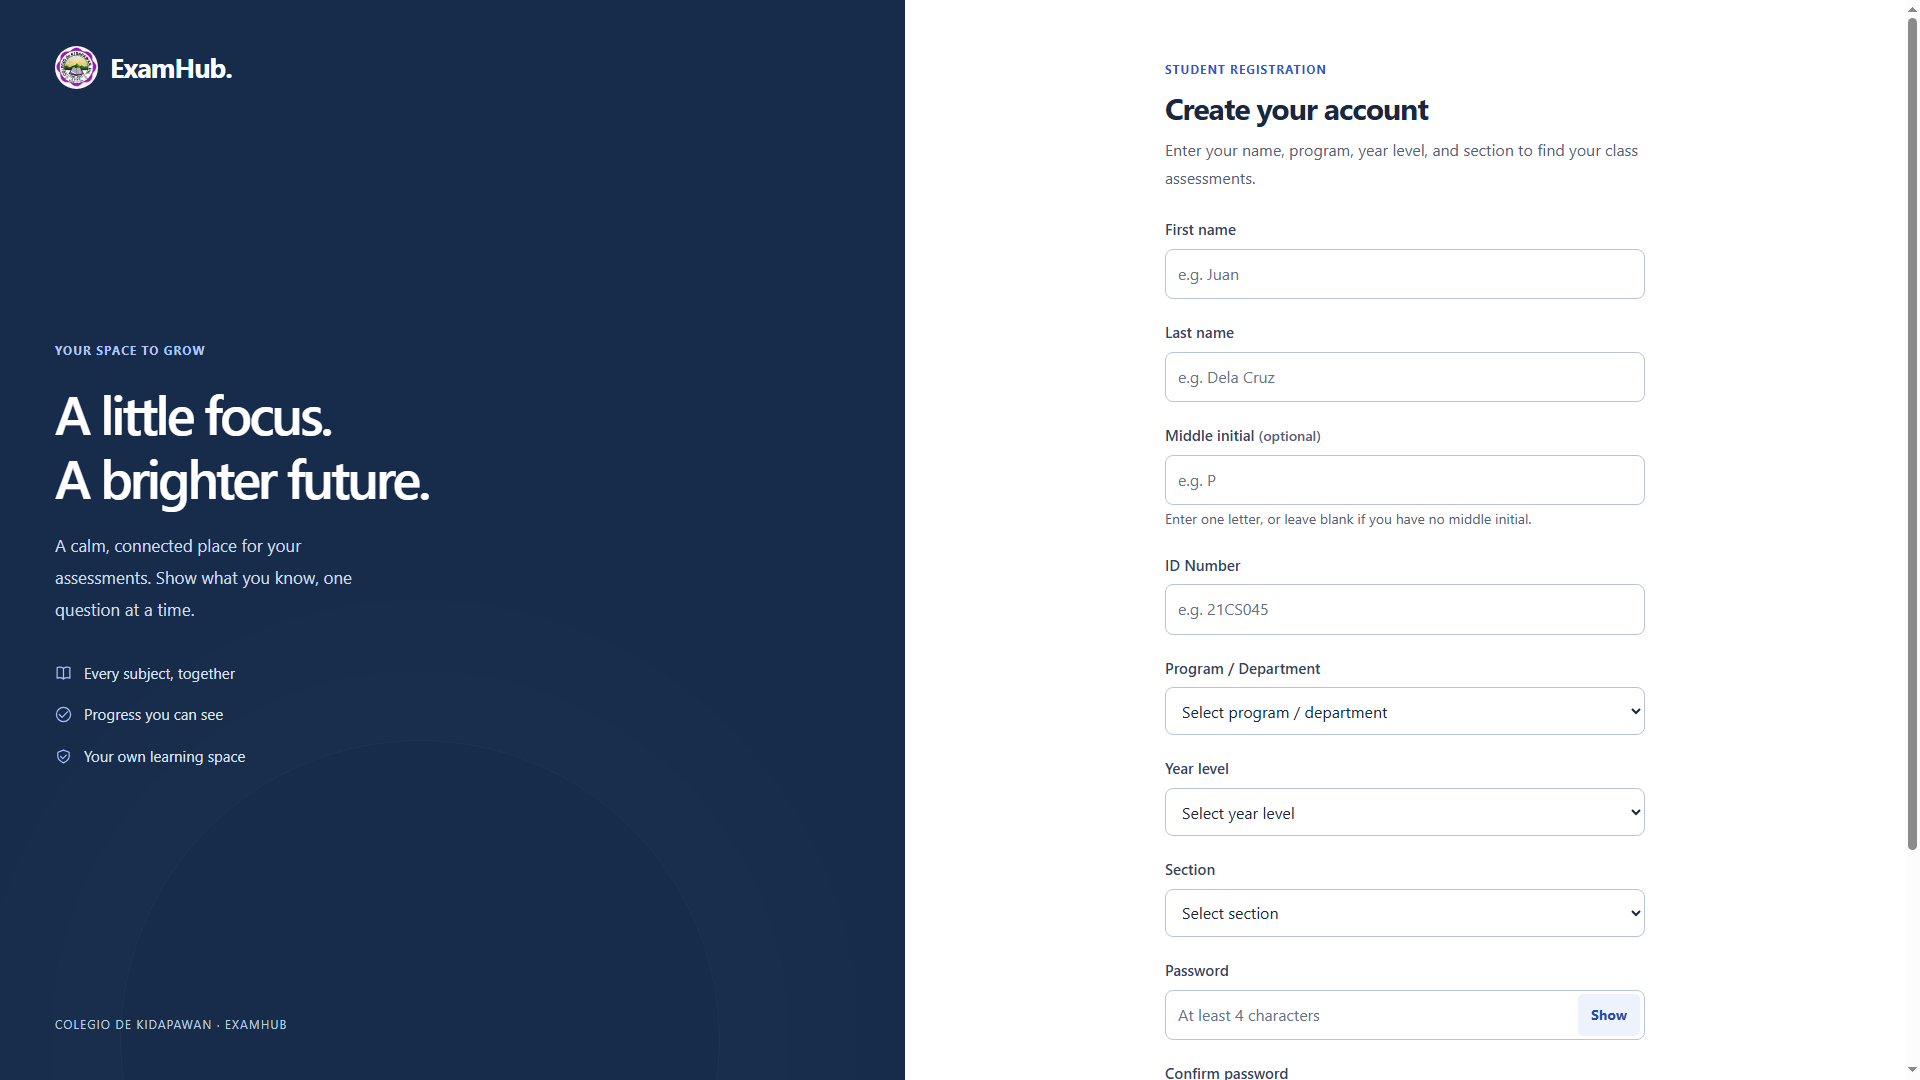 ExamHub.
YOUR SPACE TO GROW
A little focus.
A brighter future.
A calm, connected place for your
assessments. Show what you know, one
question at a time.
Every subject, together
Progress you can see
Your own learning space
COLEGIO DE KIDAPAWAN · EXAMHUB
STUDENT REGISTRATION
Create your account
Enter your name, program, year level, and section to find your class
assessments.
First name
e.g. Juan
Last name
e.g. Dela Cruz
Middle initial (optional)
e.g. P
Enter one letter, or leave blank if you have no middle initial.
ID Number
e.g. 21CS045
Program / Department
Select program / department
Year level
Select year level
Section
Select section
Password
At least 4 characters
Show
Confirm password